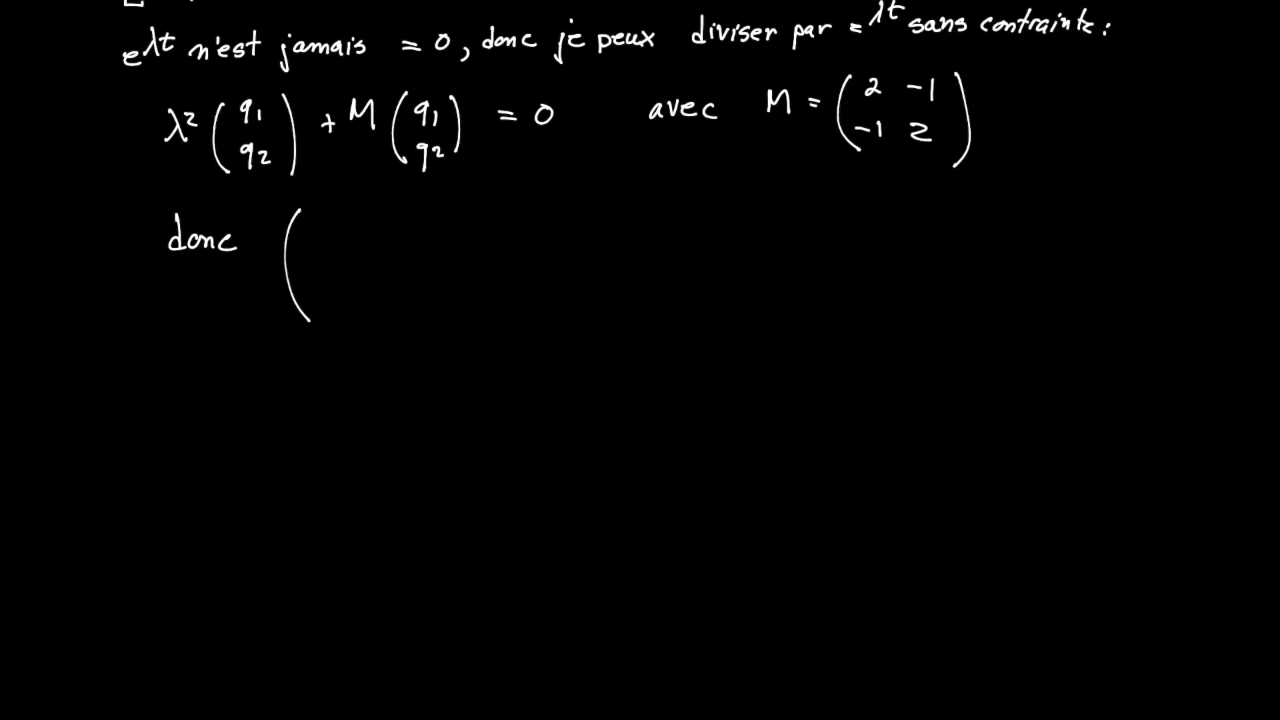 e^λt n'est jamais = 0, donc je peux diviser par e^λt sans contrainte :
λ² (q₁ q₂) + M (q₁ q₂) = 0 avec M = (2 -1 -1 2)
donc (